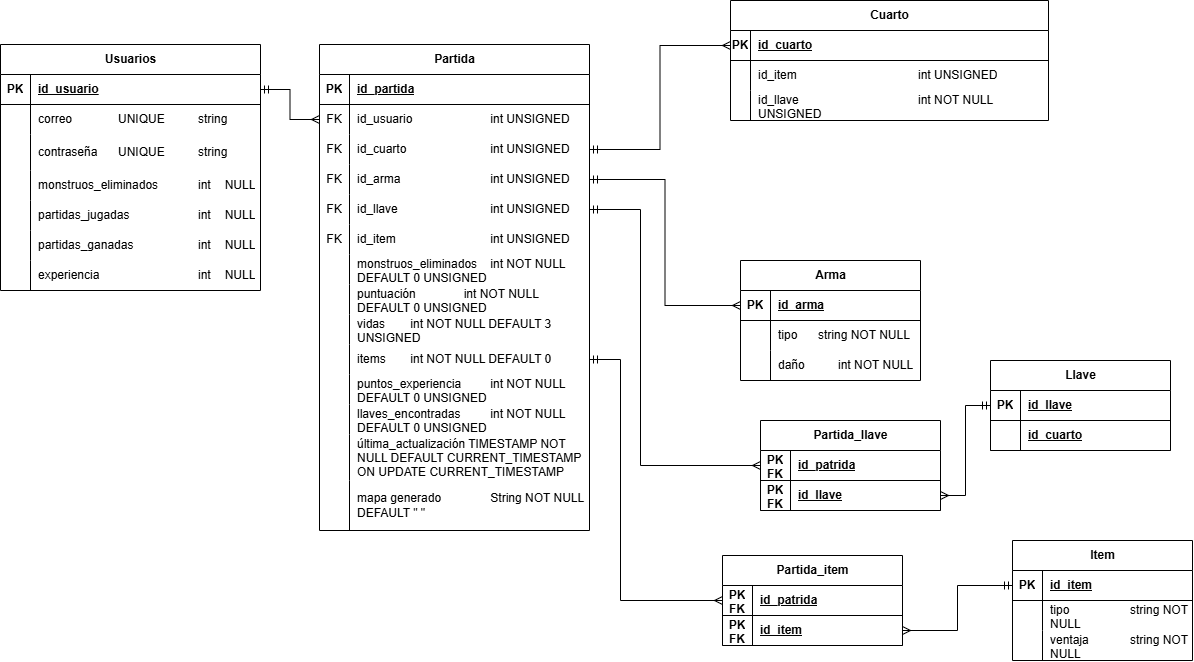 Usuarios
PK id_usuario
correo UNIQUE string
contraseña UNIQUE string
monstruos_eliminados int NULL
partidas_jugadas int NULL
partidas_ganadas int NULL
experiencia int NULL
Partida
PK id_partida
FK id_usuario int UNSIGNED
FK id_cuarto int UNSIGNED
FK id_arma int UNSIGNED
FK id_llave int UNSIGNED
FK id_item int UNSIGNED
monstruos_eliminados int NOT NULL
DEFAULT 0 UNSIGNED
puntuación int NOT NULL
DEFAULT 0 UNSIGNED
vidas int NOT NULL DEFAULT 3
UNSIGNED
items int NOT NULL DEFAULT 0
puntos_experiencia int NOT NULL
DEFAULT 0 UNSIGNED
llaves_encontradas int NOT NULL
DEFAULT 0 UNSIGNED
última_actualización TIMESTAMP NOT
NULL DEFAULT CURRENT_TIMESTAMP
ON UPDATE CURRENT_TIMESTAMP
mapa generado String NOT NULL
DEFAULT " "
Cuarto
PK id_cuarto
id_item int UNSIGNED
id_llave int NOT NULL
UNSIGNED
Arma
PK id_arma
tipo string NOT NULL
daño int NOT NULL
Llave
PK id_llave
id_cuarto
Partida_llave
PK
FK id_patrida
PK
FK id_llave
Partida_item
PK
FK id_patrida
PK
FK id_item
Item
PK id_item
tipo string NOT
NULL
ventaja string NOT
NULL